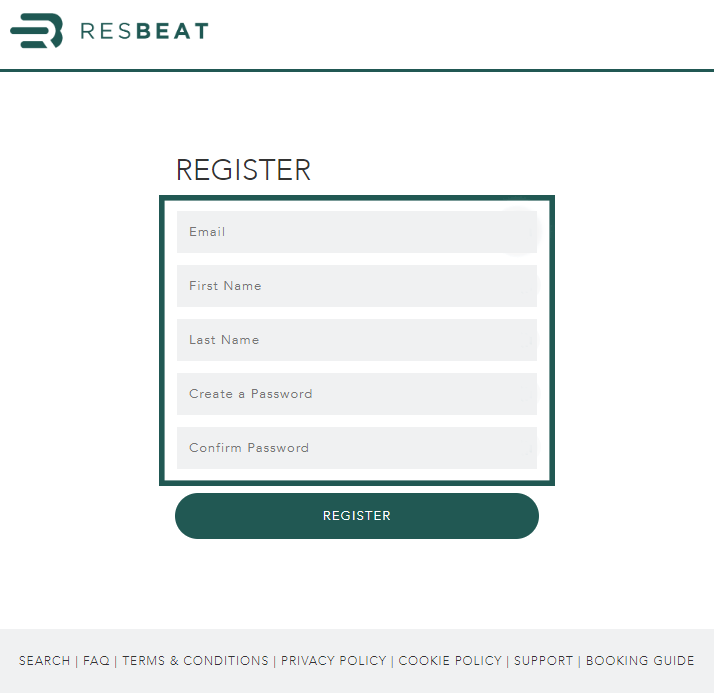 RESBEAT
REGISTER
Email
First Name
Last Name
Create a Password
Confirm Password
REGISTER
SEARCH | FAQ | TERMS & CONDITIONS | PRIVACY POLICY | COOKIE POLICY | SUPPORT | BOOKING GUIDE